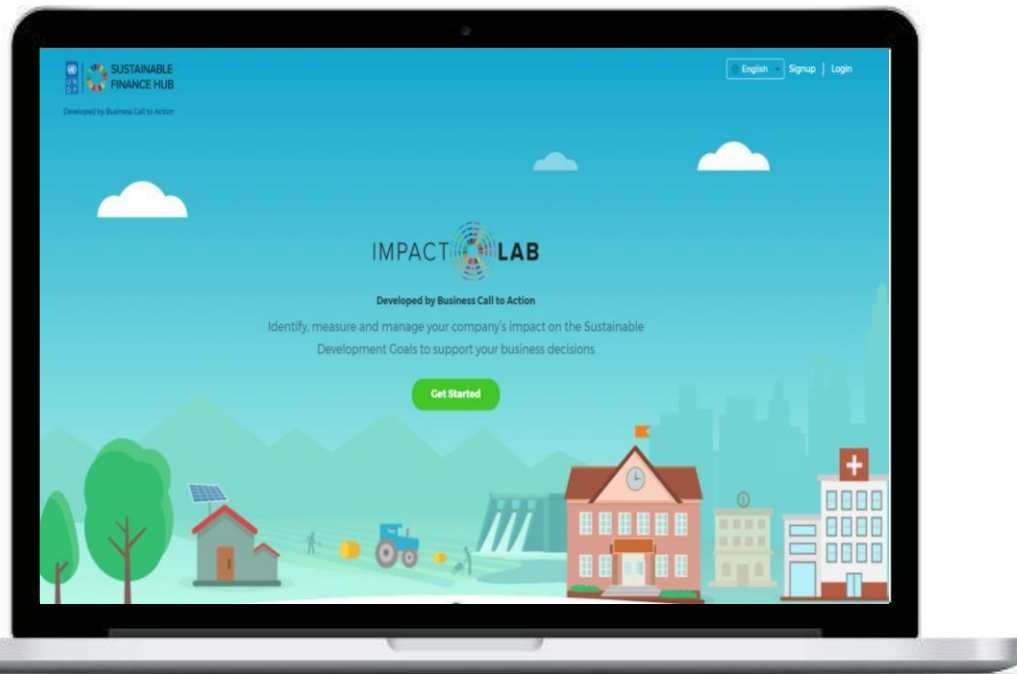 SUSTAINABLE
FINANCE HUB
Developed by Business Call to Action
English
Signup | Login
IMPACT LAB
Developed by Business Call to Action
Identify, measure and manage your company's impact on the Sustainable
Development Goals to support your business decisions
Get Started